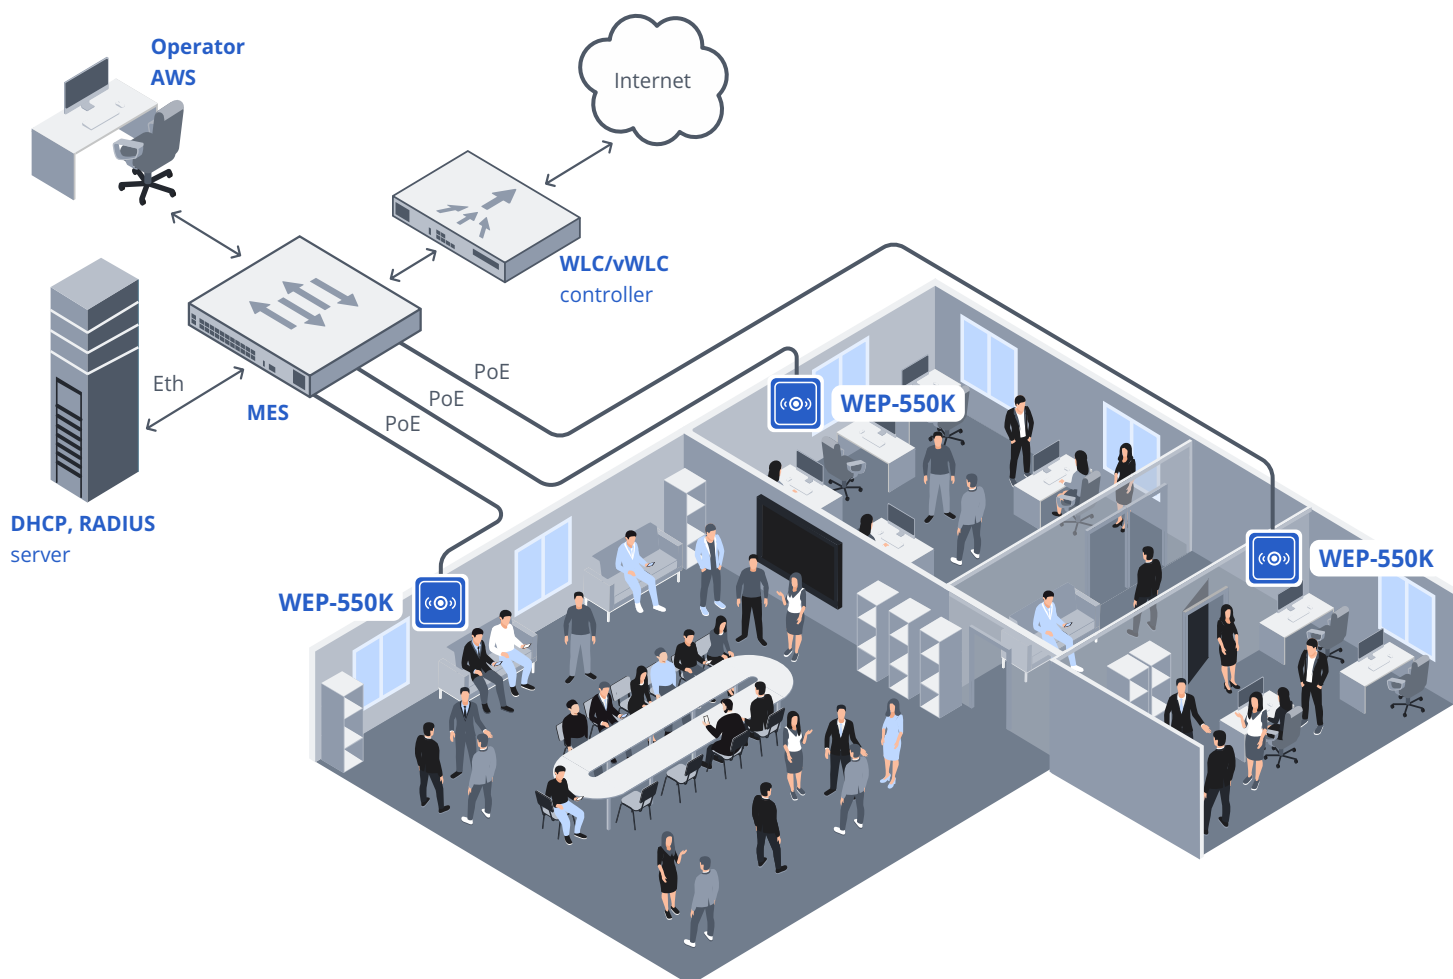 Operator
AWS
Internet
WLC/vWLC
controller
Eth
MES
PoE
PoE
PoE
DHCP, RADIUS
server
WEP-550K
WEP-550K
WEP-550K